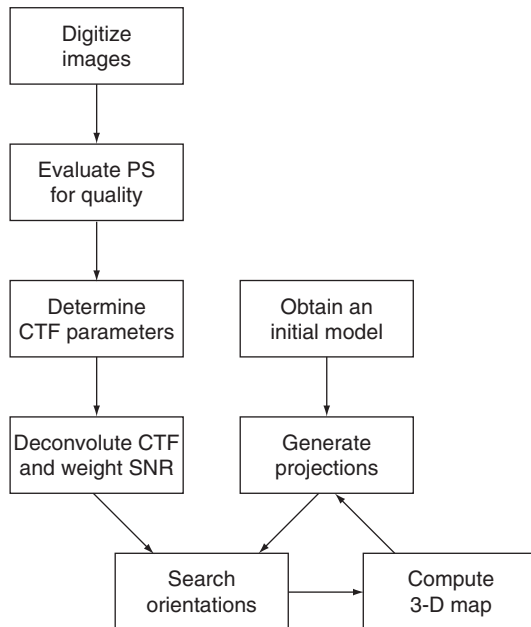 Digitize
images
Evaluate PS
for quality
Determine
CTF parameters
Obtain an
initial model
Deconvolute CTF
and weight SNR
Generate
projections
Search
orientations
Compute
3-D map